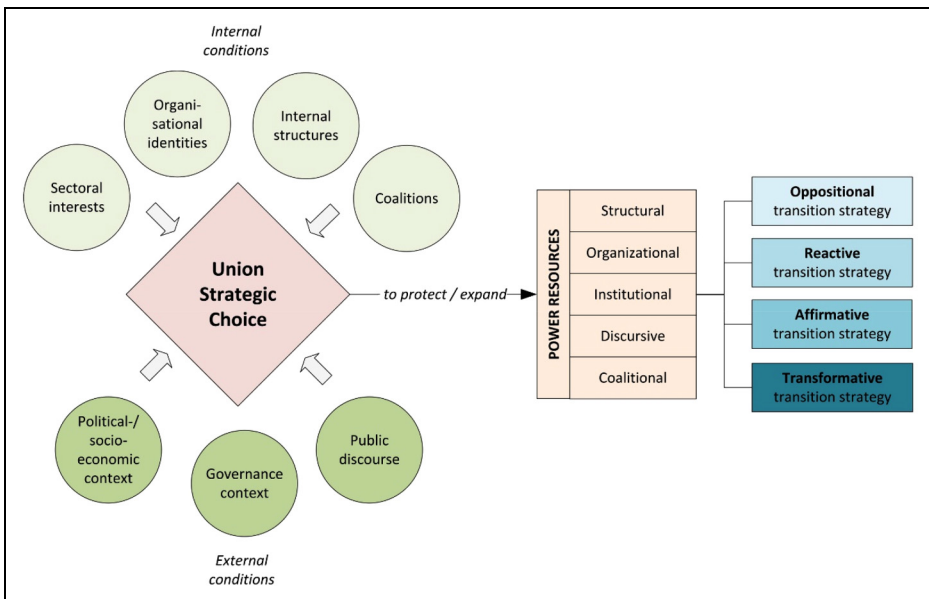 Internal
conditions
Organi-
sational
identities
Internal
structures
Sectoral
interests
Coalitions
Union
Strategic
Choice
to protect / expand
Political-/
socio-
economic
context
Governance
context
Public
discourse
External
conditions
POWER RESOURCES
Structural
Organizational
Institutional
Discursive
Coalitional
Oppositional
transition strategy
Reactive
transition strategy
Affirmative
transition strategy
Transformative
transition strategy